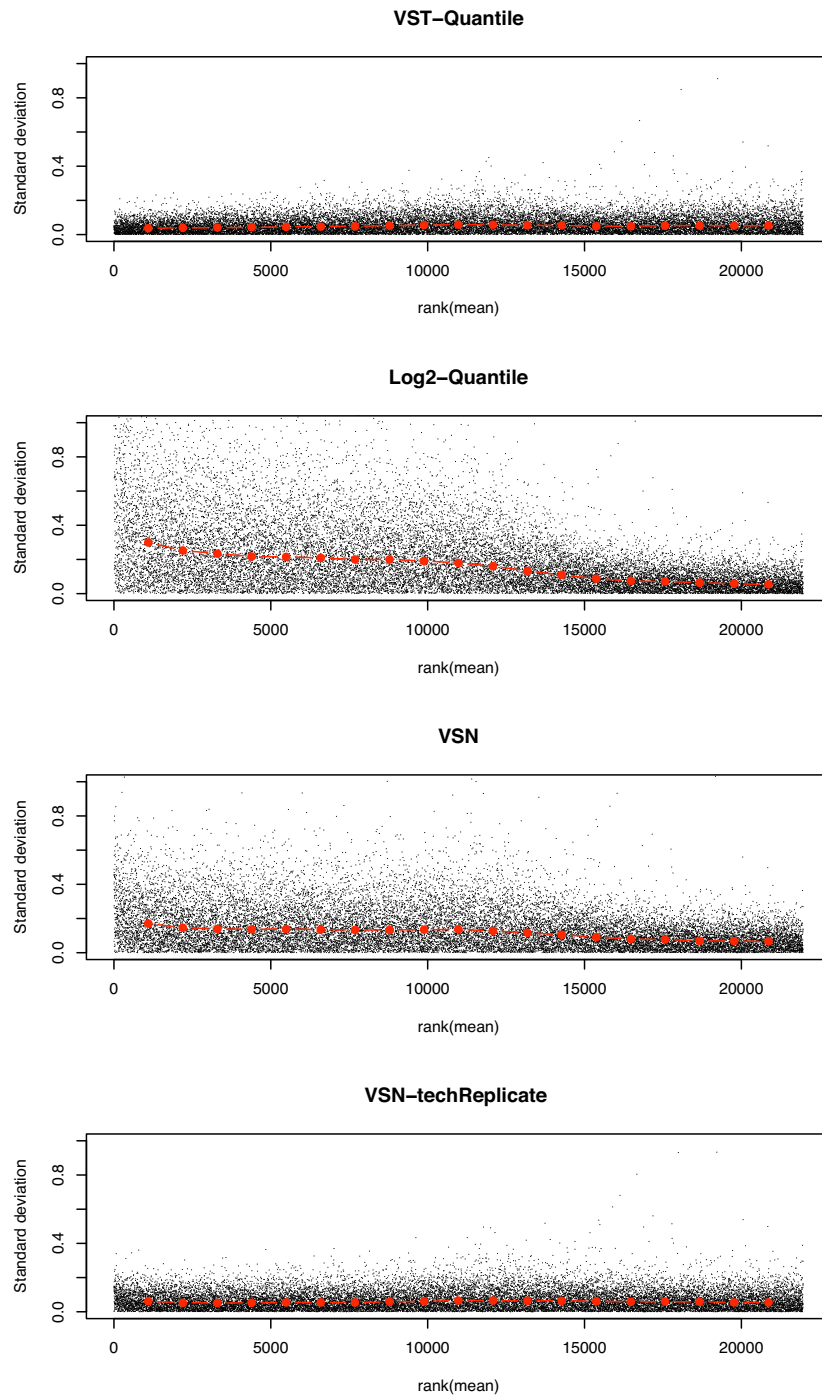 VST−Quantile
Standard deviation
0.0 0.4 0.8
0 5000 10000 15000 20000
rank(mean)
Log2−Quantile
Standard deviation
0.0 0.4 0.8
0 5000 10000 15000 20000
rank(mean)
VSN
Standard deviation
0.0 0.4 0.8
0 5000 10000 15000 20000
rank(mean)
VSN−techReplicate
Standard deviation
0.0 0.4 0.8
0 5000 10000 15000 20000
rank(mean)